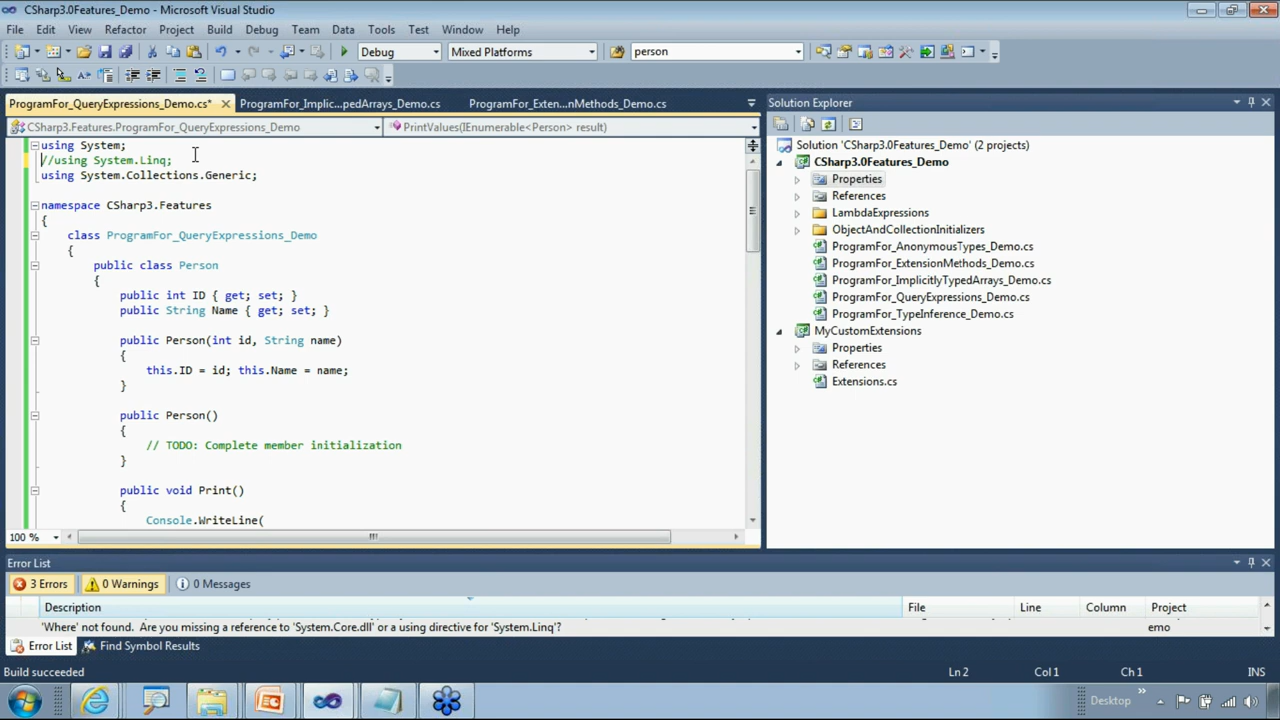 CSharp3.0Features_Demo - Microsoft Visual Studio
File Edit View Refactor Project Build Debug Team Data Tools Test Window Help
Debug Mixed Platforms person
ProgramFor_QueryExpressions_Demo.cs* ProgramFor_Implic...pedArrays_Demo.cs ProgramFor_Exten...nMethods_Demo.cs
CSharp3.Features.ProgramFor_QueryExpressions_Demo PrintValues(IEnumerable<Person> result)
using System;
//using System.Linq;
using System.Collections.Generic;
namespace CSharp3.Features
{
class ProgramFor_QueryExpressions_Demo
{
public class Person
{
public int ID { get; set; }
public String Name { get; set; }
public Person(int id, String name)
{
this.ID = id; this.Name = name;
}
public Person()
{
// TODO: Complete member initialization
}
public void Print()
{
Console.WriteLine(
100 %
Solution Explorer
Solution 'CSharp3.0Features_Demo' (2 projects)
CSharp3.0Features_Demo
Properties
References
LambdaExpressions
ObjectAndCollectionInitializers
ProgramFor_AnonymousTypes_Demo.cs
ProgramFor_ExtensionMethods_Demo.cs
ProgramFor_ImplicitlyTypedArrays_Demo.cs
ProgramFor_QueryExpressions_Demo.cs
ProgramFor_TypeInference_Demo.cs
MyCustomExtensions
Properties
References
Extensions.cs
Error List
3 Errors 0 Warnings 0 Messages
Description File Line Column Project
'Where' not found. Are you missing a reference to 'System.Core.dll' or a using directive for 'System.Linq'? emo
Error List Find Symbol Results
Build succeeded Ln 2 Col 1 Ch 1 INS
Desktop